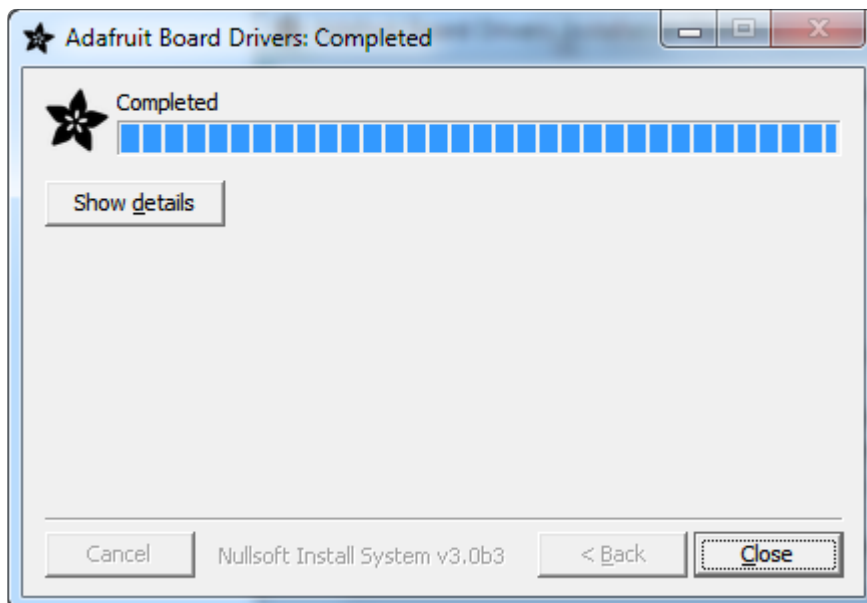 Adafruit Board Drivers: Completed
Completed
Show details
Cancel
Nullsoft Install System v3.0b3
< Back
Close